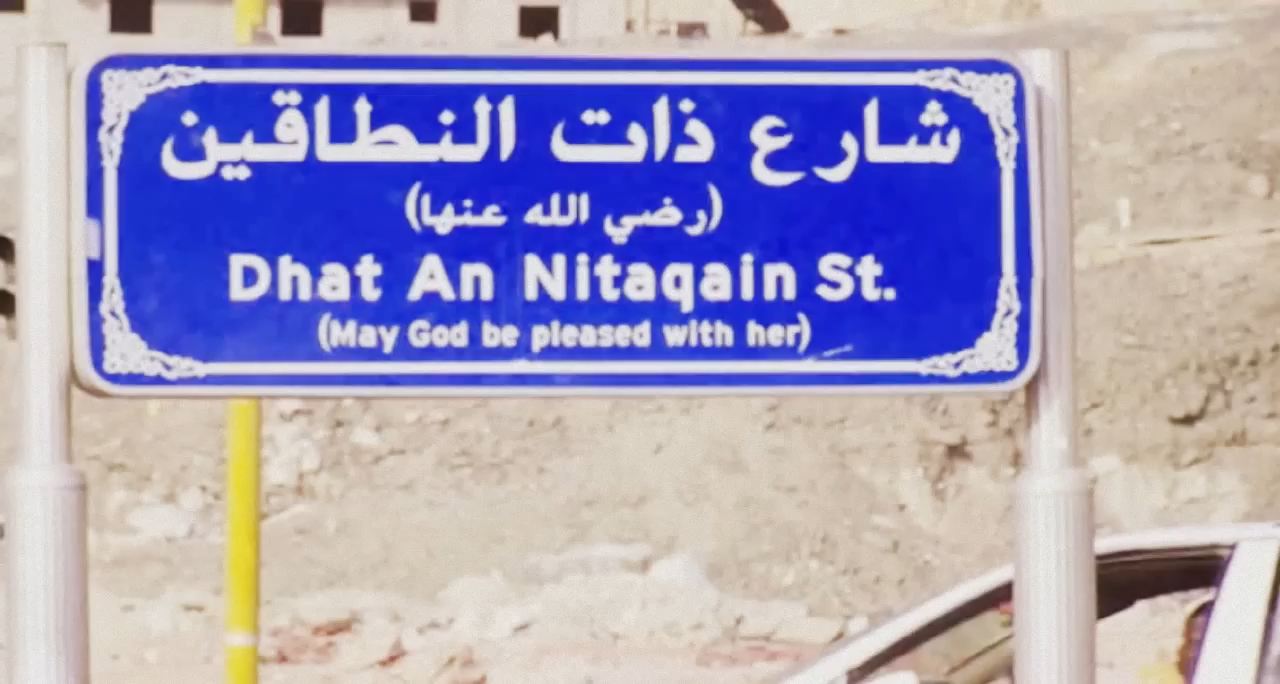 شارع ذات النطاقين
(رضي الله عنها)
Dhat An Nitaqain St.
(May God be pleased with her)